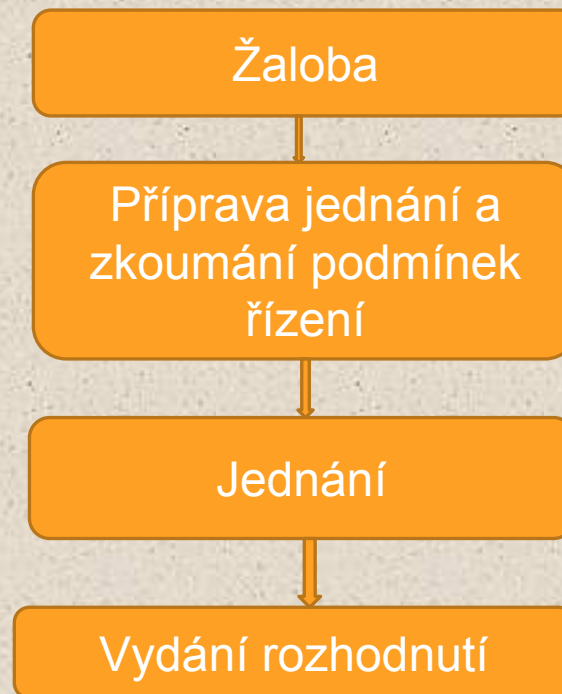 Žaloba
Příprava jednání a
zkoumání podmínek
řízení
Jednání
Vydání rozhodnutí